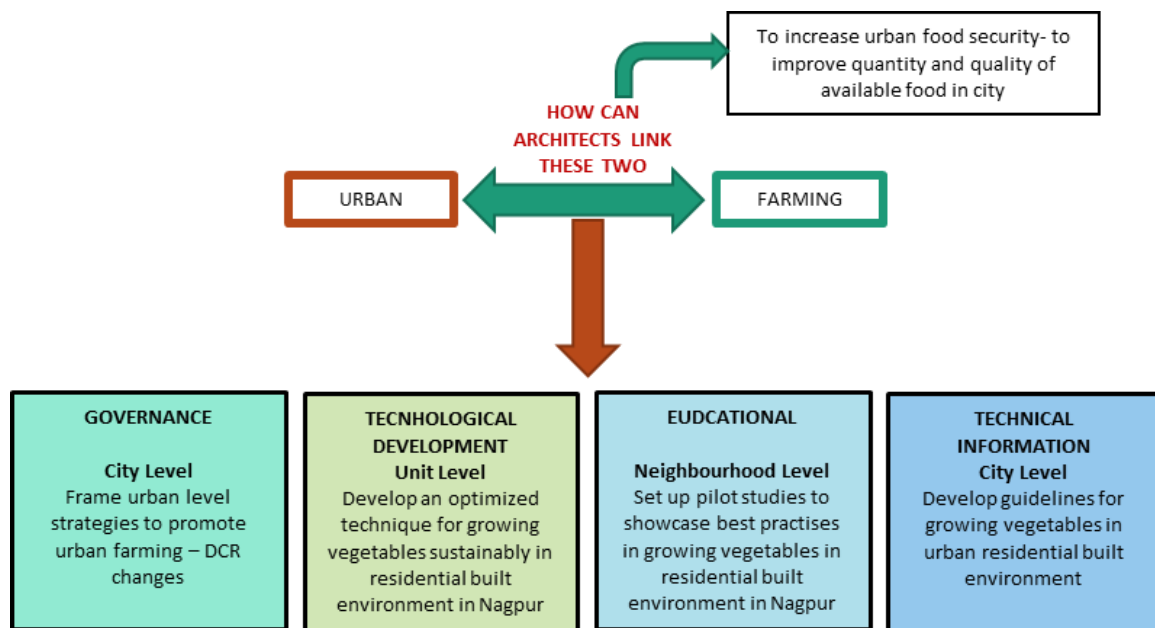 To increase urban food security- to
improve quantity and quality of
available food in city
HOW CAN
ARCHITECTS LINK
THESE TWO
URBAN
FARMING
GOVERNANCE
City Level
Frame urban level
strategies to promote
urban farming – DCR
changes
TECNHOLOGICAL
DEVELOPMENT
Unit Level
Develop an optimized
technique for growing
vegetables sustainably in
residential built
environment in Nagpur
EUDCATIONAL
Neighbourhood Level
Set up pilot studies to
showcase best practises
in growing vegetables in
residential built
environment in Nagpur
TECHNICAL
INFORMATION
City Level
Develop guidelines for
growing vegetables in
urban residential built
environment